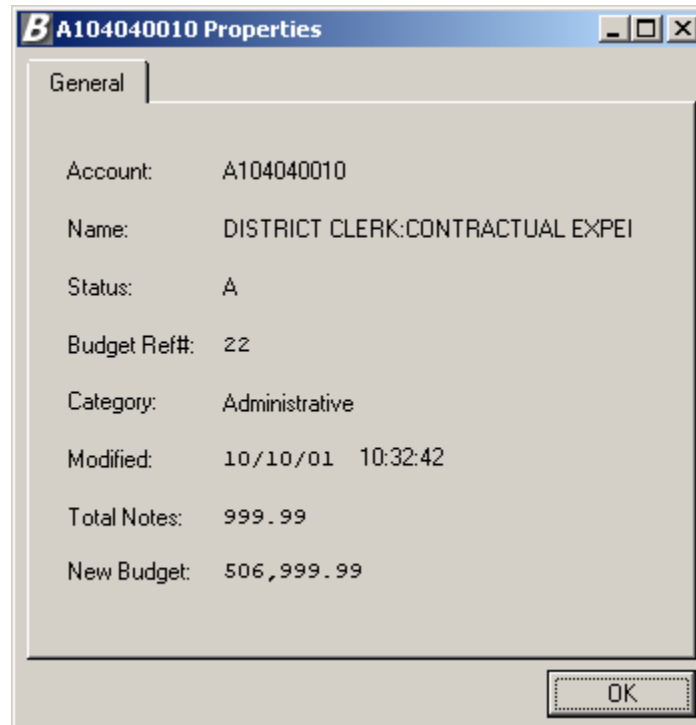 B A104040010 Properties
General
Account: A104040010
Name: DISTRICT CLERK:CONTRACTUAL EXPEI
Status: A
Budget Ref#: 22
Category: Administrative
Modified: 10/10/01 10:32:42
Total Notes: 999.99
New Budget: 506,999.99
OK